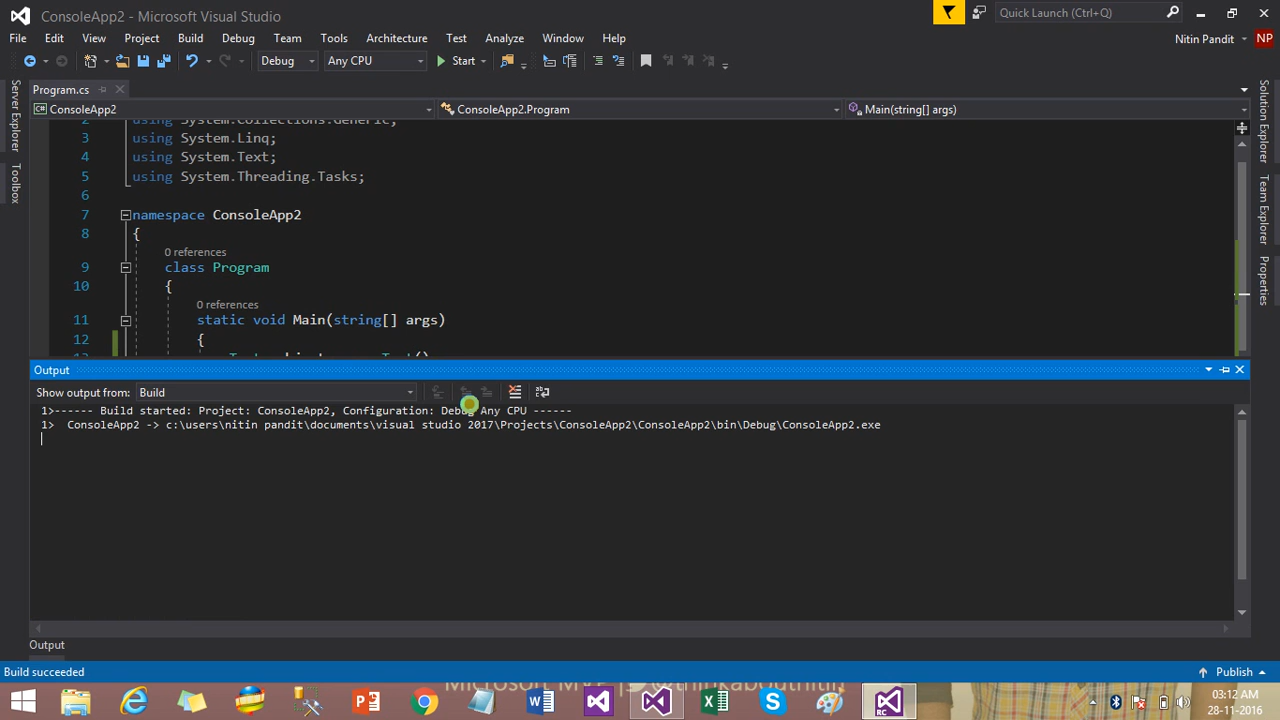 ConsoleApp2 - Microsoft Visual Studio
Quick Launch (Ctrl+Q)
File Edit View Project Build Debug Team Tools Architecture Test Analyze Window Help
Nitin Pandit NP
Debug Any CPU Start
Program.cs
ConsoleApp2 ConsoleApp2.Program Main(string[] args)
Server Explorer
Toolbox
Solution Explorer
Team Explorer
Properties
2 using System.Collections.Generic;
3 using System.Linq;
4 using System.Text;
5 using System.Threading.Tasks;
6
7 namespace ConsoleApp2
8 {
0 references
9 class Program
10 {
0 references
11 static void Main(string[] args)
12 {
Output
Show output from: Build
1>------ Build started: Project: ConsoleApp2, Configuration: Debug Any CPU ------
1> ConsoleApp2 -> c:\users\nitin pandit\documents\visual studio 2017\Projects\ConsoleApp2\ConsoleApp2\bin\Debug\ConsoleApp2.exe
Output
Build succeeded
Publish
03:12 AM
28-11-2016